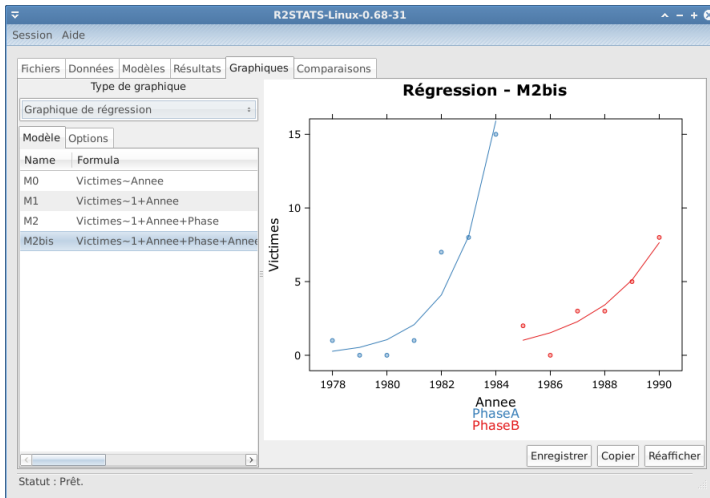 R2STATS-Linux-0.68-31
Session Aide
Fichiers Données Modèles Résultats Graphiques Comparaisons
Type de graphique
Graphique de régression
Modèle Options
Name Formula
M0 Victimes~Annee
M1 Victimes~1+Annee
M2 Victimes~1+Annee+Phase
M2bis Victimes~1+Annee+Phase+Annee
Régression - M2bis
Victimes
15
10
5
0
1978 1980 1982 1984 1986 1988 1990
Annee
PhaseA
PhaseB
Enregistrer Copier Réafficher
Statut : Prêt.